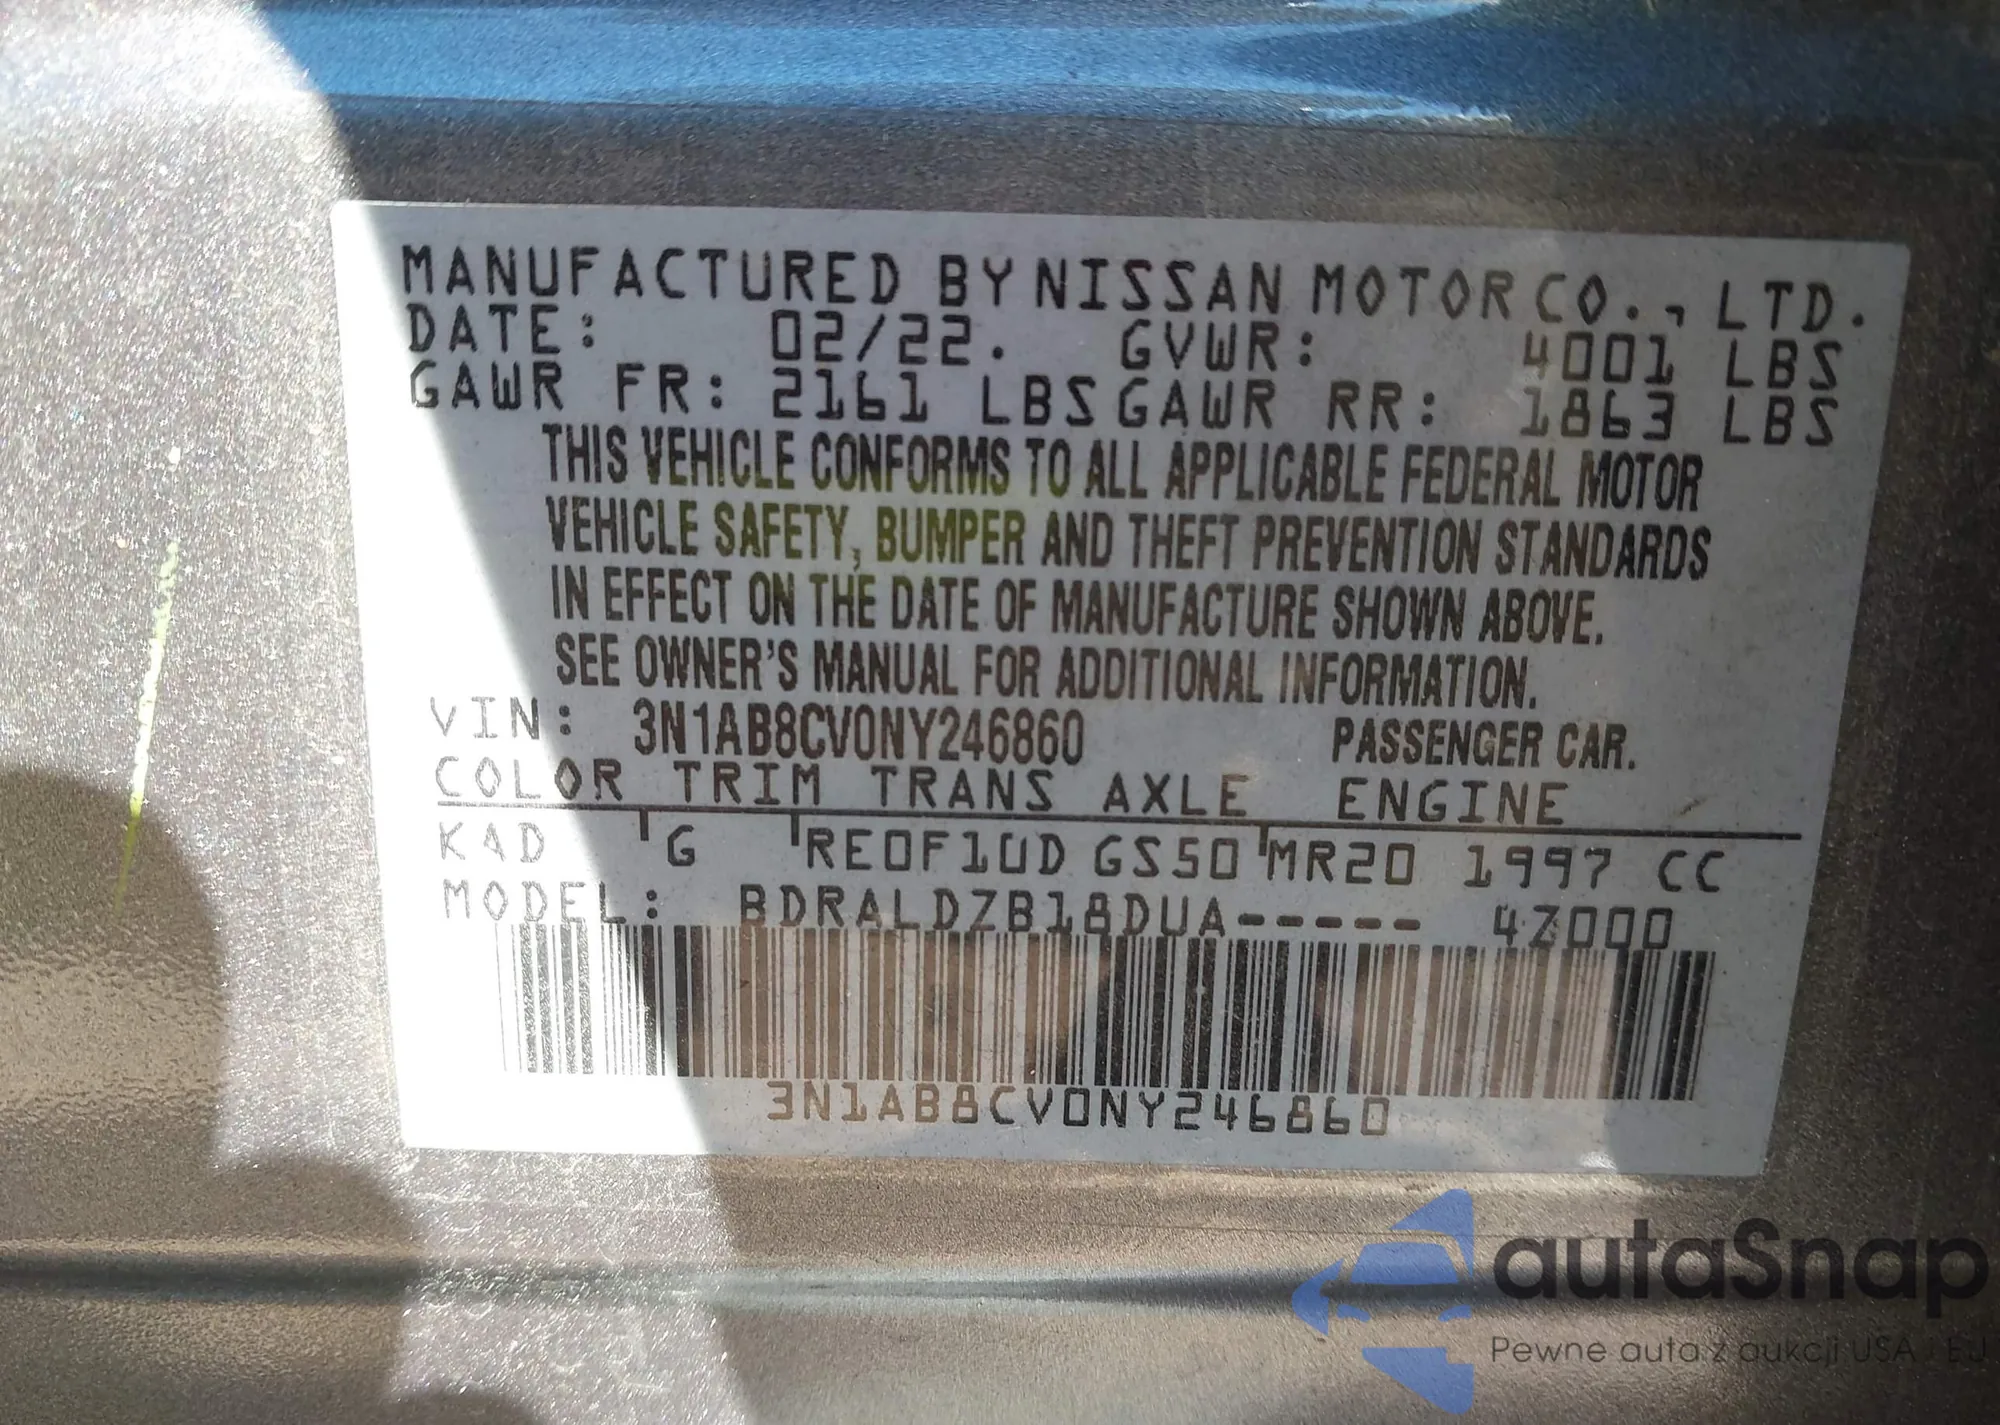 MANUFACTURED BY NISSAN MOTOR CO., LTD.
DATE: 02/22. GVWR: 4001 LBS
GAWR FR: 2161 LBS GAWR RR: 1863 LBS
THIS VEHICLE CONFORMS TO ALL APPLICABLE FEDERAL MOTOR
VEHICLE SAFETY, BUMPER AND THEFT PREVENTION STANDARDS
IN EFFECT ON THE DATE OF MANUFACTURE SHOWN ABOVE.
SEE OWNER'S MANUAL FOR ADDITIONAL INFORMATION.
VIN: 3N1AB8CV0NY246860 PASSENGER CAR.
COLOR TRIM TRANS AXLE ENGINE
KAD G RE0F10D GS50 MR20 1997 CC
MODEL: BDRALDZB18DUA----- 4Z000
3N1AB8CV0NY246860
autaSnap
Pewne auta z aukcji USA / EU